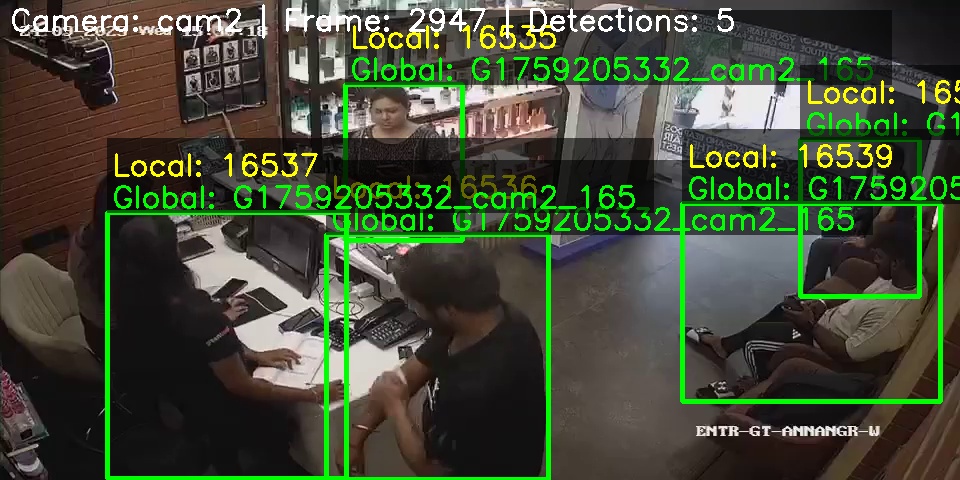 Camera: cam2 | Frame: 2947 | Detections: 5
Local: 16535
Global: G1759205332_cam2_165
Local: 165
Global: G1
Local: 16539
Global: G1759205
Local: 16537
Global: G1759205332_cam2_165
Local: 16536
Global: G1759205332_cam2_165
ENTR-GT-ANNANGR-W